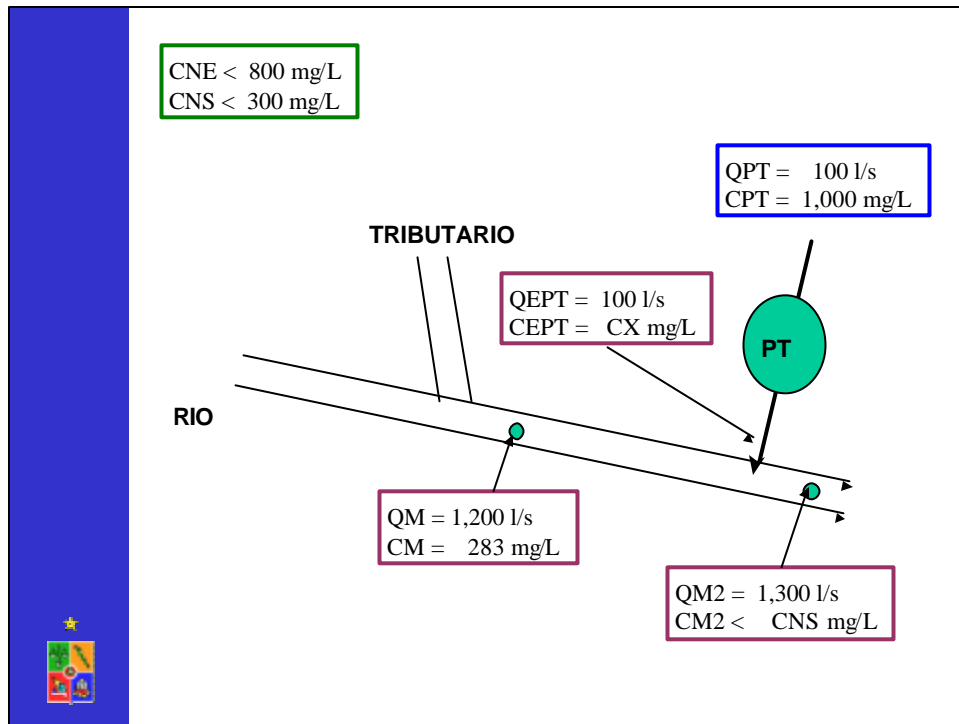 CNE < 800 mg/L
CNS < 300 mg/L
QPT = 100 l/s
CPT = 1,000 mg/L
TRIBUTARIO
QEPT = 100 l/s
CEPT = CX mg/L
PT
RIO
QM = 1,200 l/s
CM = 283 mg/L
QM2 = 1,300 l/s
CM2 < CNS mg/L